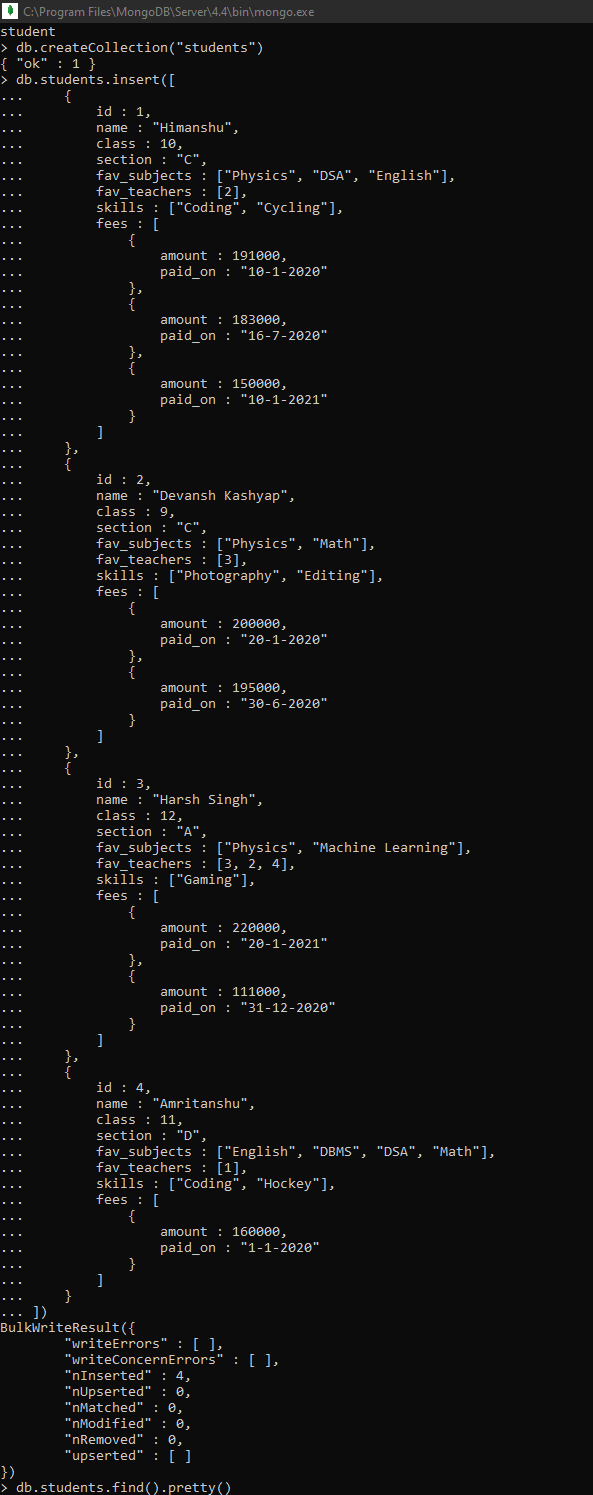 C:\Program Files\MongoDB\Server\4.4\bin\mongo.exe
student
> db.createCollection("students")
{ "ok" : 1 }
> db.students.insert([
...     {
...         id : 1,
...         name : "Himanshu",
...         class : 10,
...         section : "C",
...         fav_subjects : ["Physics", "DSA", "English"],
...         fav_teachers : [2],
...         skills : ["Coding", "Cycling"],
...         fees : [
...             {
...                 amount : 191000,
...                 paid_on : "10-1-2020"
...             },
...             {
...                 amount : 183000,
...                 paid_on : "16-7-2020"
...             },
...             {
...                 amount : 150000,
...                 paid_on : "10-1-2021"
...             }
...         ]
...     },
...     {
...         id : 2,
...         name : "Devansh Kashyap",
...         class : 9,
...         section : "C",
...         fav_subjects : ["Physics", "Math"],
...         fav_teachers : [3],
...         skills : ["Photography", "Editing"],
...         fees : [
...             {
...                 amount : 200000,
...                 paid_on : "20-1-2020"
...             },
...             {
...                 amount : 195000,
...                 paid_on : "30-6-2020"
...             }
...         ]
...     },
...     {
...         id : 3,
...         name : "Harsh Singh",
...         class : 12,
...         section : "A",
...         fav_subjects : ["Physics", "Machine Learning"],
...         fav_teachers : [3, 2, 4],
...         skills : ["Gaming"],
...         fees : [
...             {
...                 amount : 220000,
...                 paid_on : "20-1-2021"
...             },
...             {
...                 amount : 111000,
...                 paid_on : "31-12-2020"
...             }
...         ]
...     },
...     {
...         id : 4,
...         name : "Amritanshu",
...         class : 11,
...         section : "D",
...         fav_subjects : ["English", "DBMS", "DSA", "Math"],
...         fav_teachers : [1],
...         skills : ["Coding", "Hockey"],
...         fees : [
...             {
...                 amount : 160000,
...                 paid_on : "1-1-2020"
...             }
...         ]
...     }
... ])
BulkWriteResult({
        "writeErrors" : [ ],
        "writeConcernErrors" : [ ],
        "nInserted" : 4,
        "nUpserted" : 0,
        "nMatched" : 0,
        "nModified" : 0,
        "nRemoved" : 0,
        "upserted" : [ ]
})
> db.students.find().pretty()